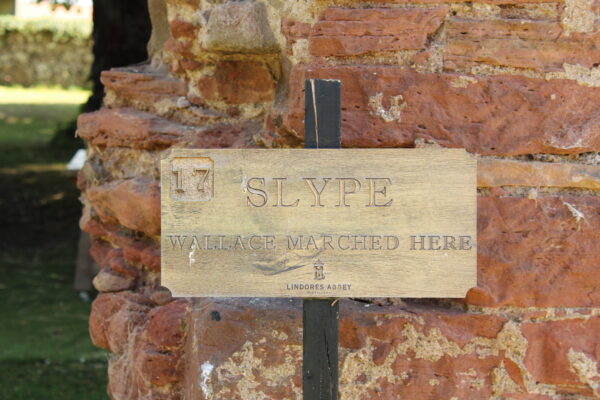 17
SLYPE
WALLACE MARCHED HERE
LINDORES ABBEY